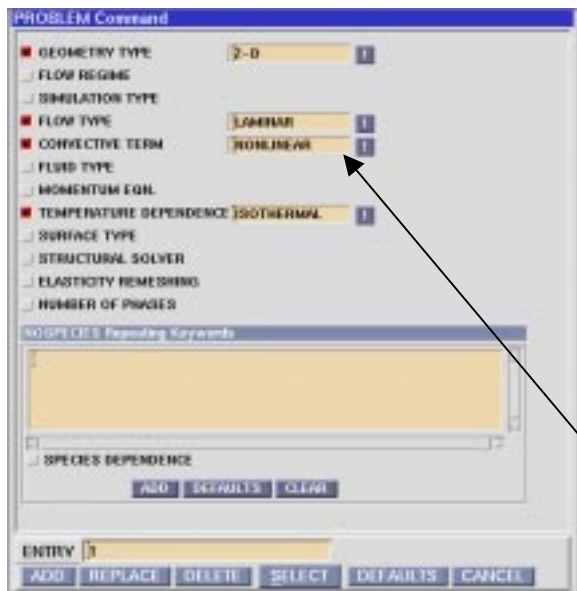 PROBLEM Command
GEOMETRY TYPE 2-D
FLOW REGIME
SIMULATION TYPE
FLOW TYPE LAMINAR
CONVECTIVE TERM NONLINEAR
FLUID TYPE
MOMENTUM EQN.
TEMPERATURE DEPENDENCE ISOTHERMAL
SURFACE TYPE
STRUCTURAL SOLVER
ELASTICITY REMESHING
NUMBER OF PHASES
NOSPECIES Repeating Keywords
SPECIES DEPENDENCE
ADD DEFAULTS CLEAR
ENTRY 1
ADD REPLACE DELETE SELECT DEFAULTS CANCEL